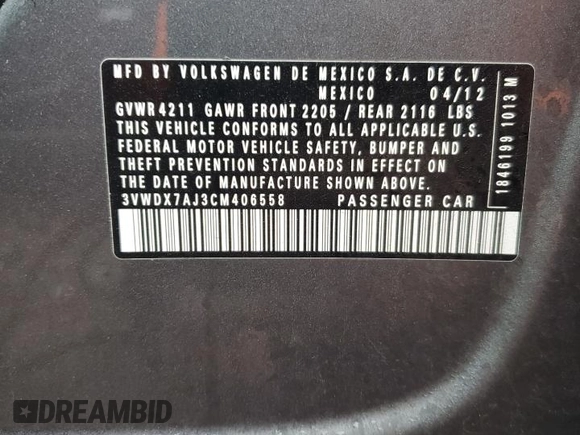 MFD BY VOLKSWAGEN DE MEXICO S.A. DE C.V.
MEXICO 04/12
GVWR 4211 GAWR FRONT 2205 / REAR 2116 LBS
THIS VEHICLE CONFORMS TO ALL APPLICABLE U.S.
FEDERAL MOTOR VEHICLE SAFETY, BUMPER AND
THEFT PREVENTION STANDARDS IN EFFECT ON
THE DATE OF MANUFACTURE SHOWN ABOVE.
3VWDX7AJ3CM406558 PASSENGER CAR
1846199 1013 M
DREAMBID